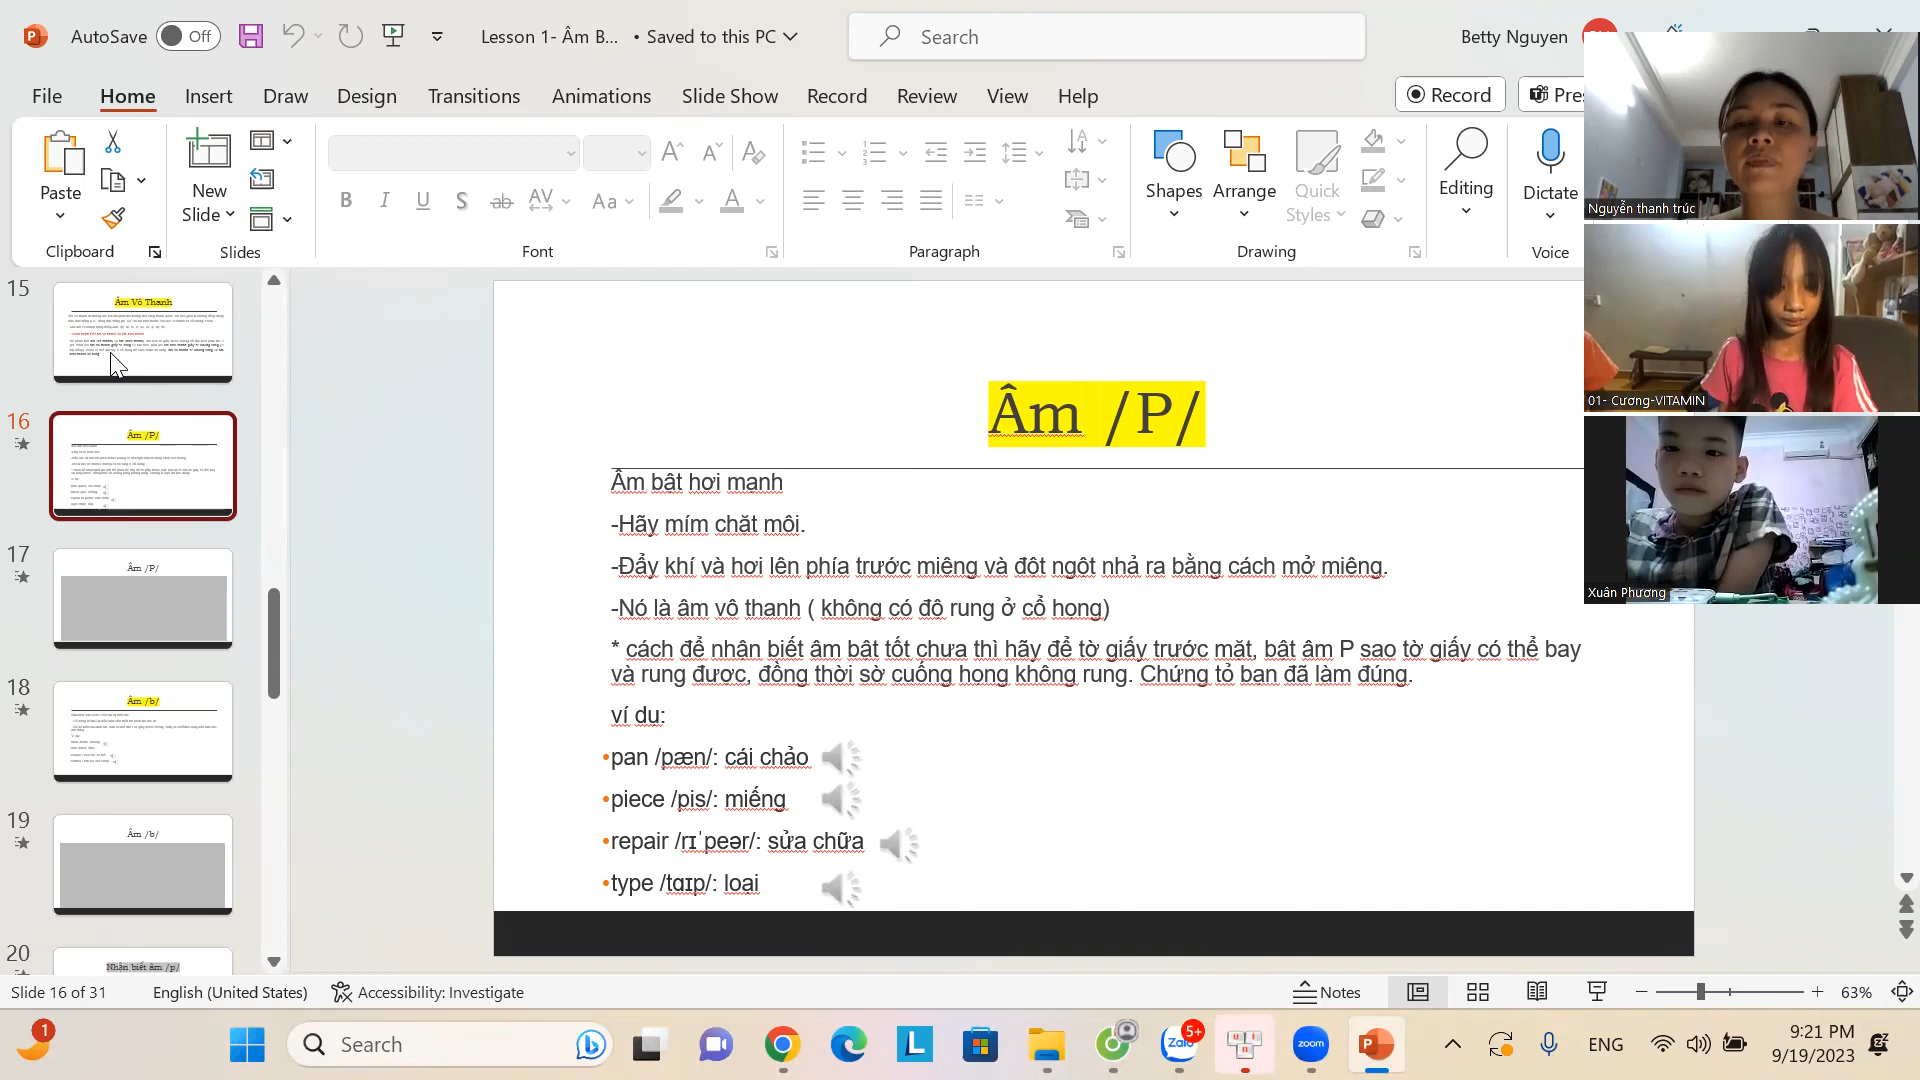 AutoSave Off Lesson 1- Âm B... • Saved to this PC Search Betty Nguyen
File Home Insert Draw Design Transitions Animations Slide Show Record Review View Help Record
Paste New Slide Shapes Arrange Quick Styles Editing Dictate
Clipboard Slides Font Paragraph Drawing Voice
Nguyễn thanh trúc
01- Cương-VITAMIN
Xuân Phương
15
Âm Vô Thanh
16
Âm /P/
17
Âm /P/
18
Âm /b/
19
Âm /b/
20
Nhận biết âm /p/
Âm /P/
Âm bật hơi mạnh
-Hãy mím chặt môi.
-Đẩy khí và hơi lên phía trước miệng và đột ngột nhả ra bằng cách mở miệng.
-Nó là âm vô thanh ( không có độ rung ở cổ họng)
* cách để nhận biết âm bật tốt chưa thì hãy để tờ giấy trước mặt, bật âm P sao tờ giấy có thể bay
và rung được, đồng thời sờ cuống họng không rung. Chứng tỏ bạn đã làm đúng.
ví dụ:
•pan /pæn/: cái chảo
•piece /pis/: miếng
•repair /rɪˈpeər/: sửa chữa
•type /tɑɪp/: loại
Slide 16 of 31 English (United States) Accessibility: Investigate Notes 63%
1 Search Zalo 5+ zoom ENG 9:21 PM
9/19/2023